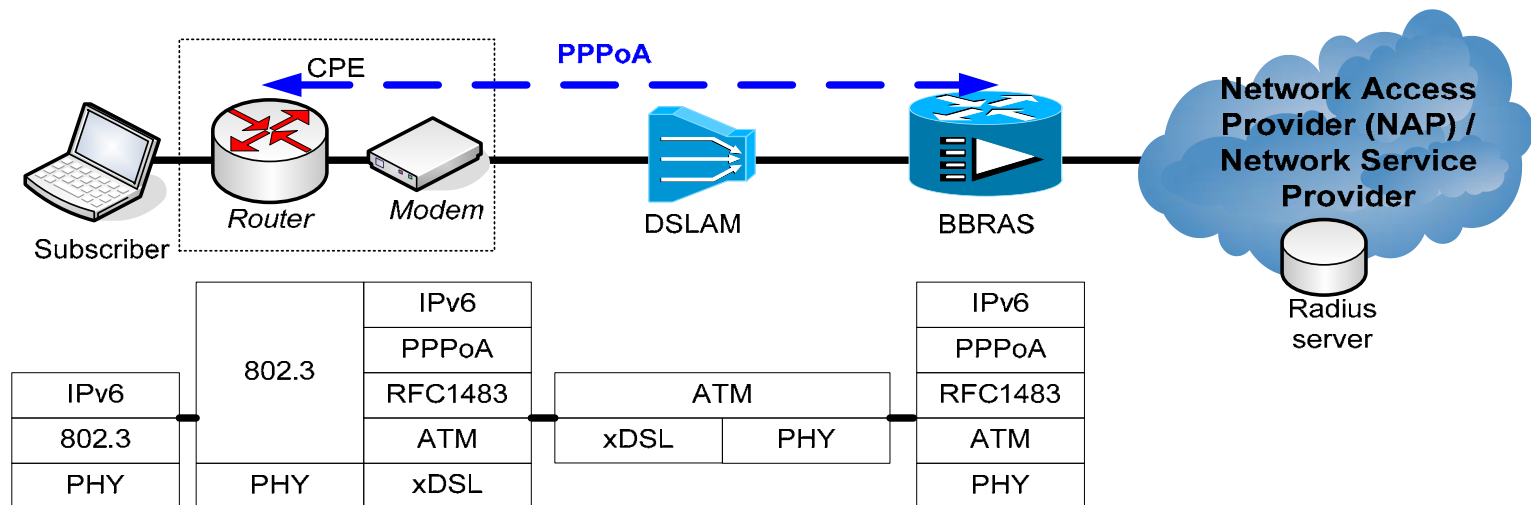 PPPoA
CPE
Network Access
Provider (NAP) /
Network Service
Provider
Router
Modem
Subscriber
DSLAM
BBRAS
Radius
server
IPv6
802.3
PHY
802.3
PHY
IPv6
PPPoA
RFC1483
ATM
xDSL
ATM
xDSL
PHY
IPv6
PPPoA
RFC1483
ATM
PHY